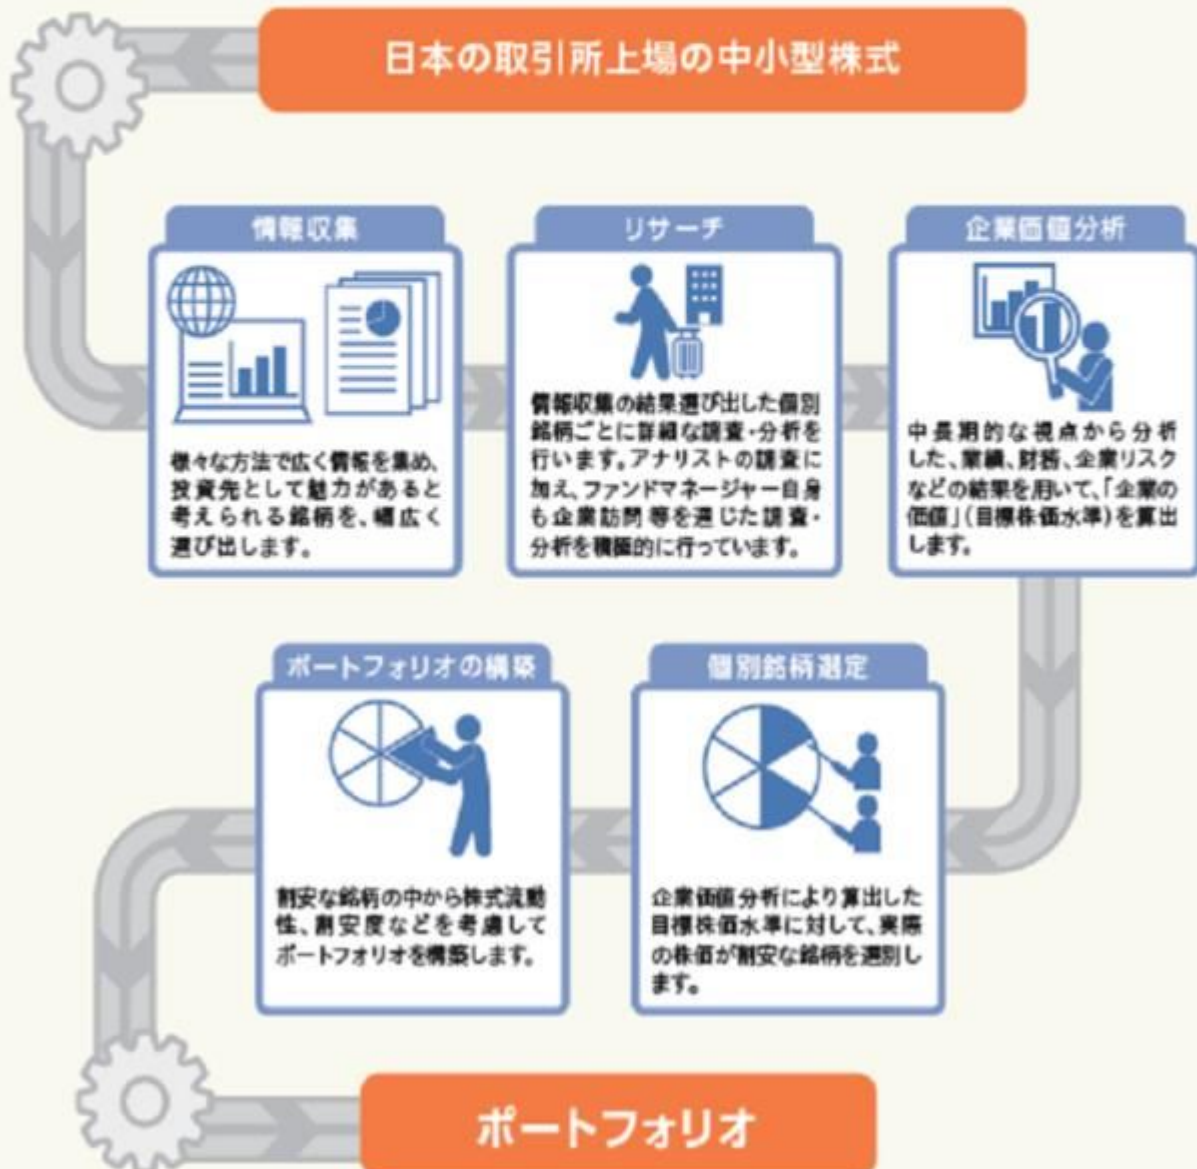 日本の取引所上場の中小型株式
情報収集
様々な方法で広く情報を集め、
投資先として魅力があると
考えられる銘柄を、幅広く
選び出します。
リサーチ
情報収集の結果選び出した個別
銘柄ごとに詳細な調査・分析を
行います。アナリストの調査に
加え、ファンドマネージャー自身
も企業訪問等を通じた調査・
分析を積極的に行っています。
企業価値分析
中長期的な視点から分析
した、業績、財務、企業リスク
などの結果を用いて、「企業の
価値」(目標株価水準)を算出
します。
個別銘柄選定
企業価値分析により算出した
目標株価水準に対して、実際
の株価が割安な銘柄を選別し
ます。
ポートフォリオの構築
割安な銘柄の中から株式流動
性、割安度などを考慮して
ポートフォリオを構築します。
ポートフォリオ